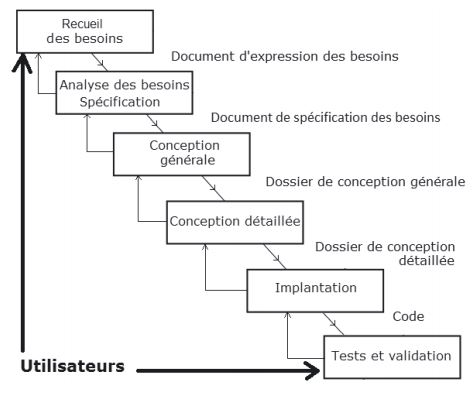 Recueil
des besoins
Document d'expression des besoins
Analyse des besoins
Spécification
Document de spécification des besoins
Conception
générale
Dossier de conception générale
Conception détaillée
Dossier de conception
détaillée
Implantation
Code
Tests et validation
Utilisateurs